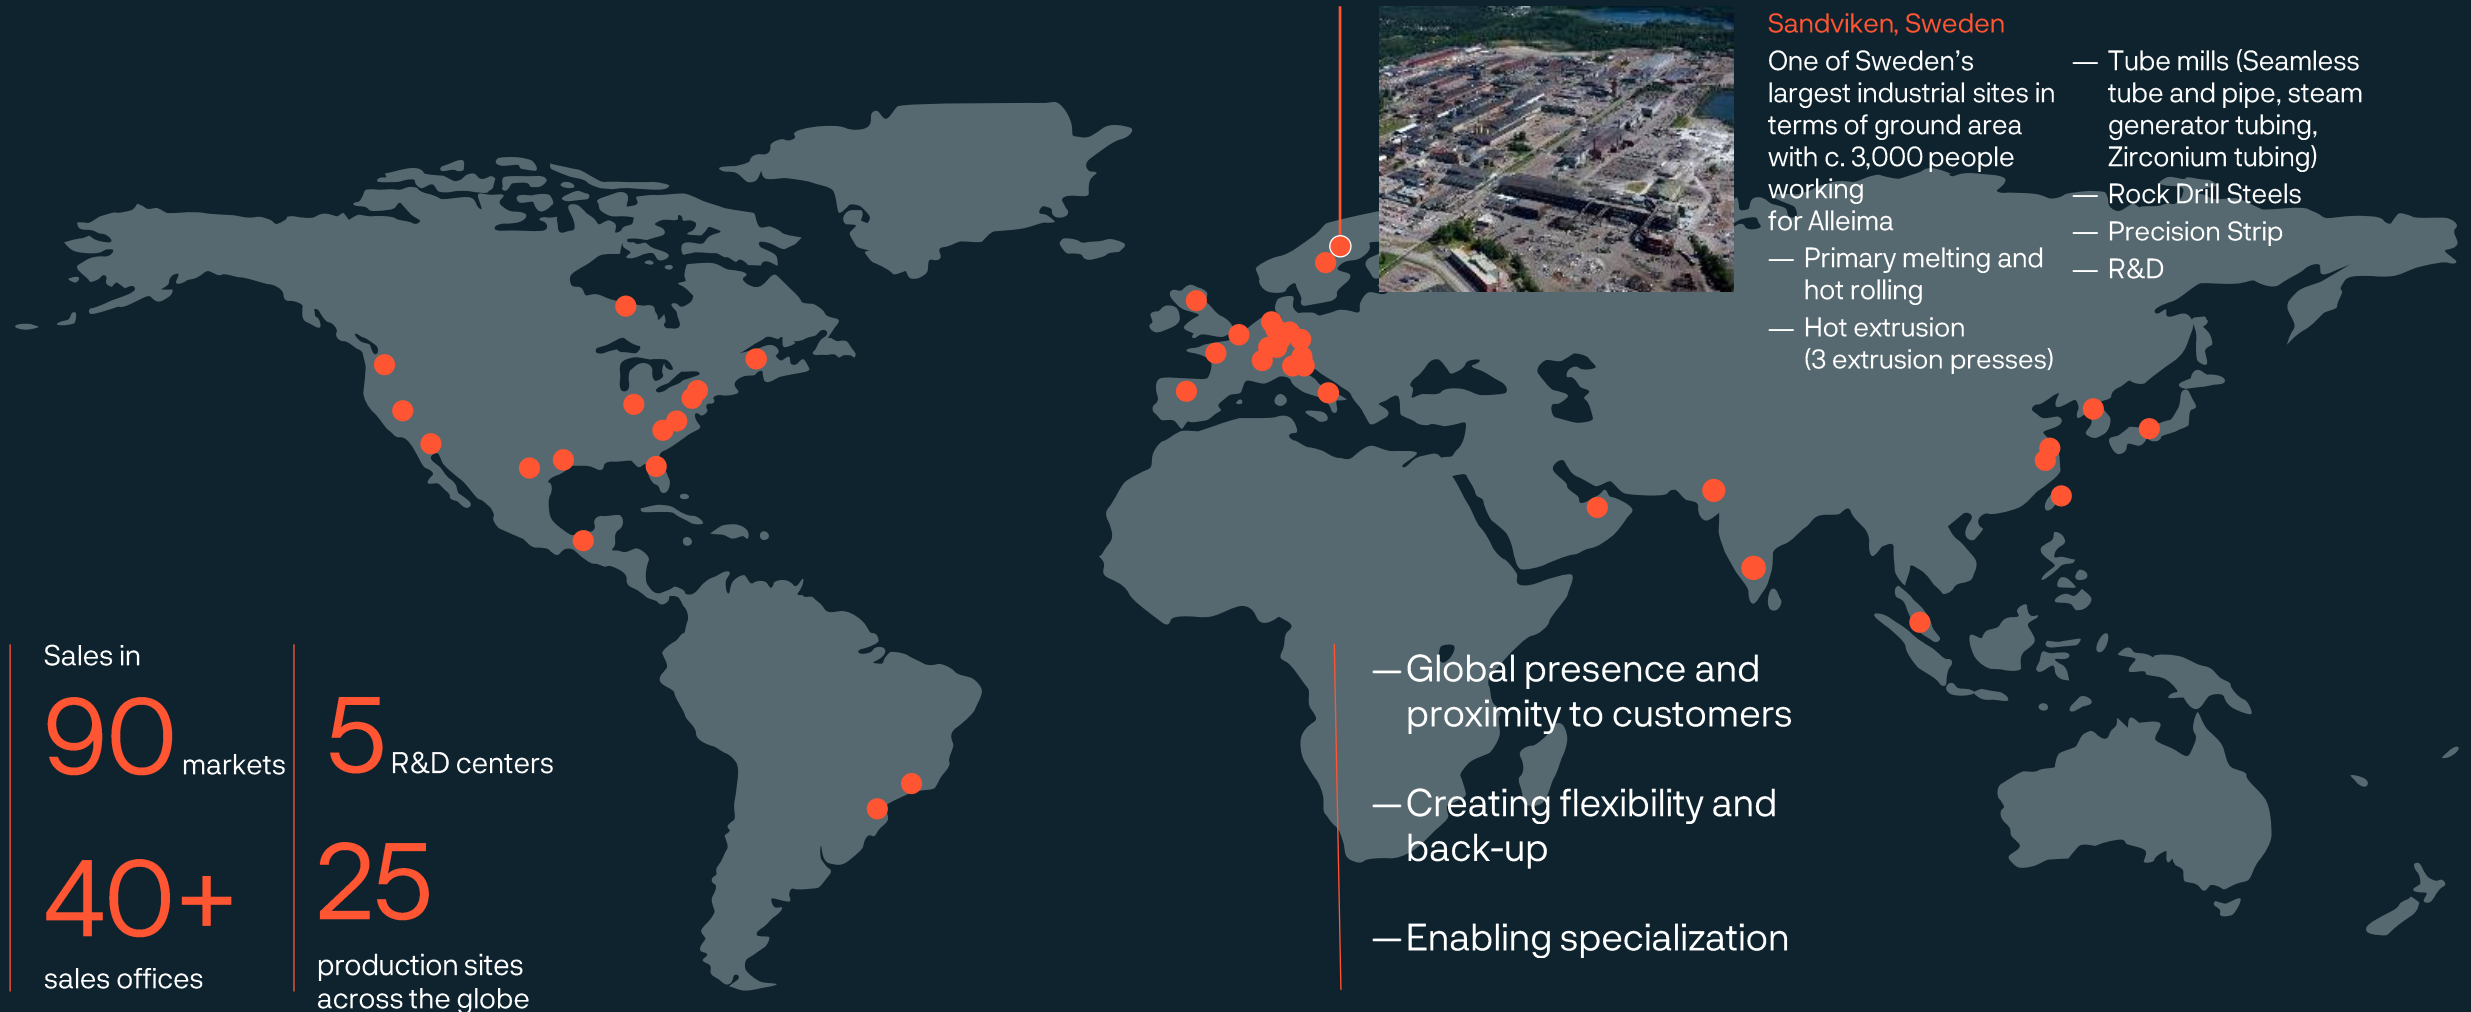 Sandviken, Sweden
One of Sweden's
largest industrial sites in
terms of ground area
with c. 3,000 people
working
for Alleima
— Primary melting and
hot rolling
— Hot extrusion
(3 extrusion presses)
— Tube mills (Seamless
tube and pipe, steam
generator tubing,
Zirconium tubing)
— Rock Drill Steels
— Precision Strip
— R&D
Sales in
90 markets
40+
sales offices
5 R&D centers
25
production sites
across the globe
— Global presence and
proximity to customers
— Creating flexibility and
back-up
— Enabling specialization